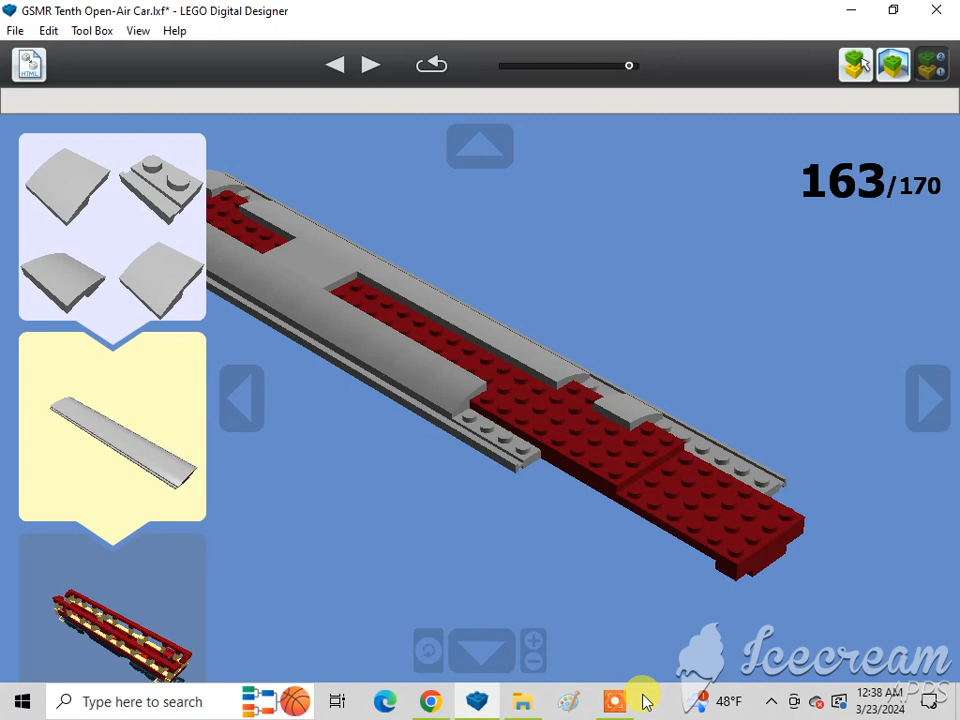 GSMR Tenth Open-Air Car.lxf* - LEGO Digital Designer
File Edit Tool Box View Help
HTML
163/170
Icecream
APPS
Type here to search
48°F
12:38 AM
3/23/2024